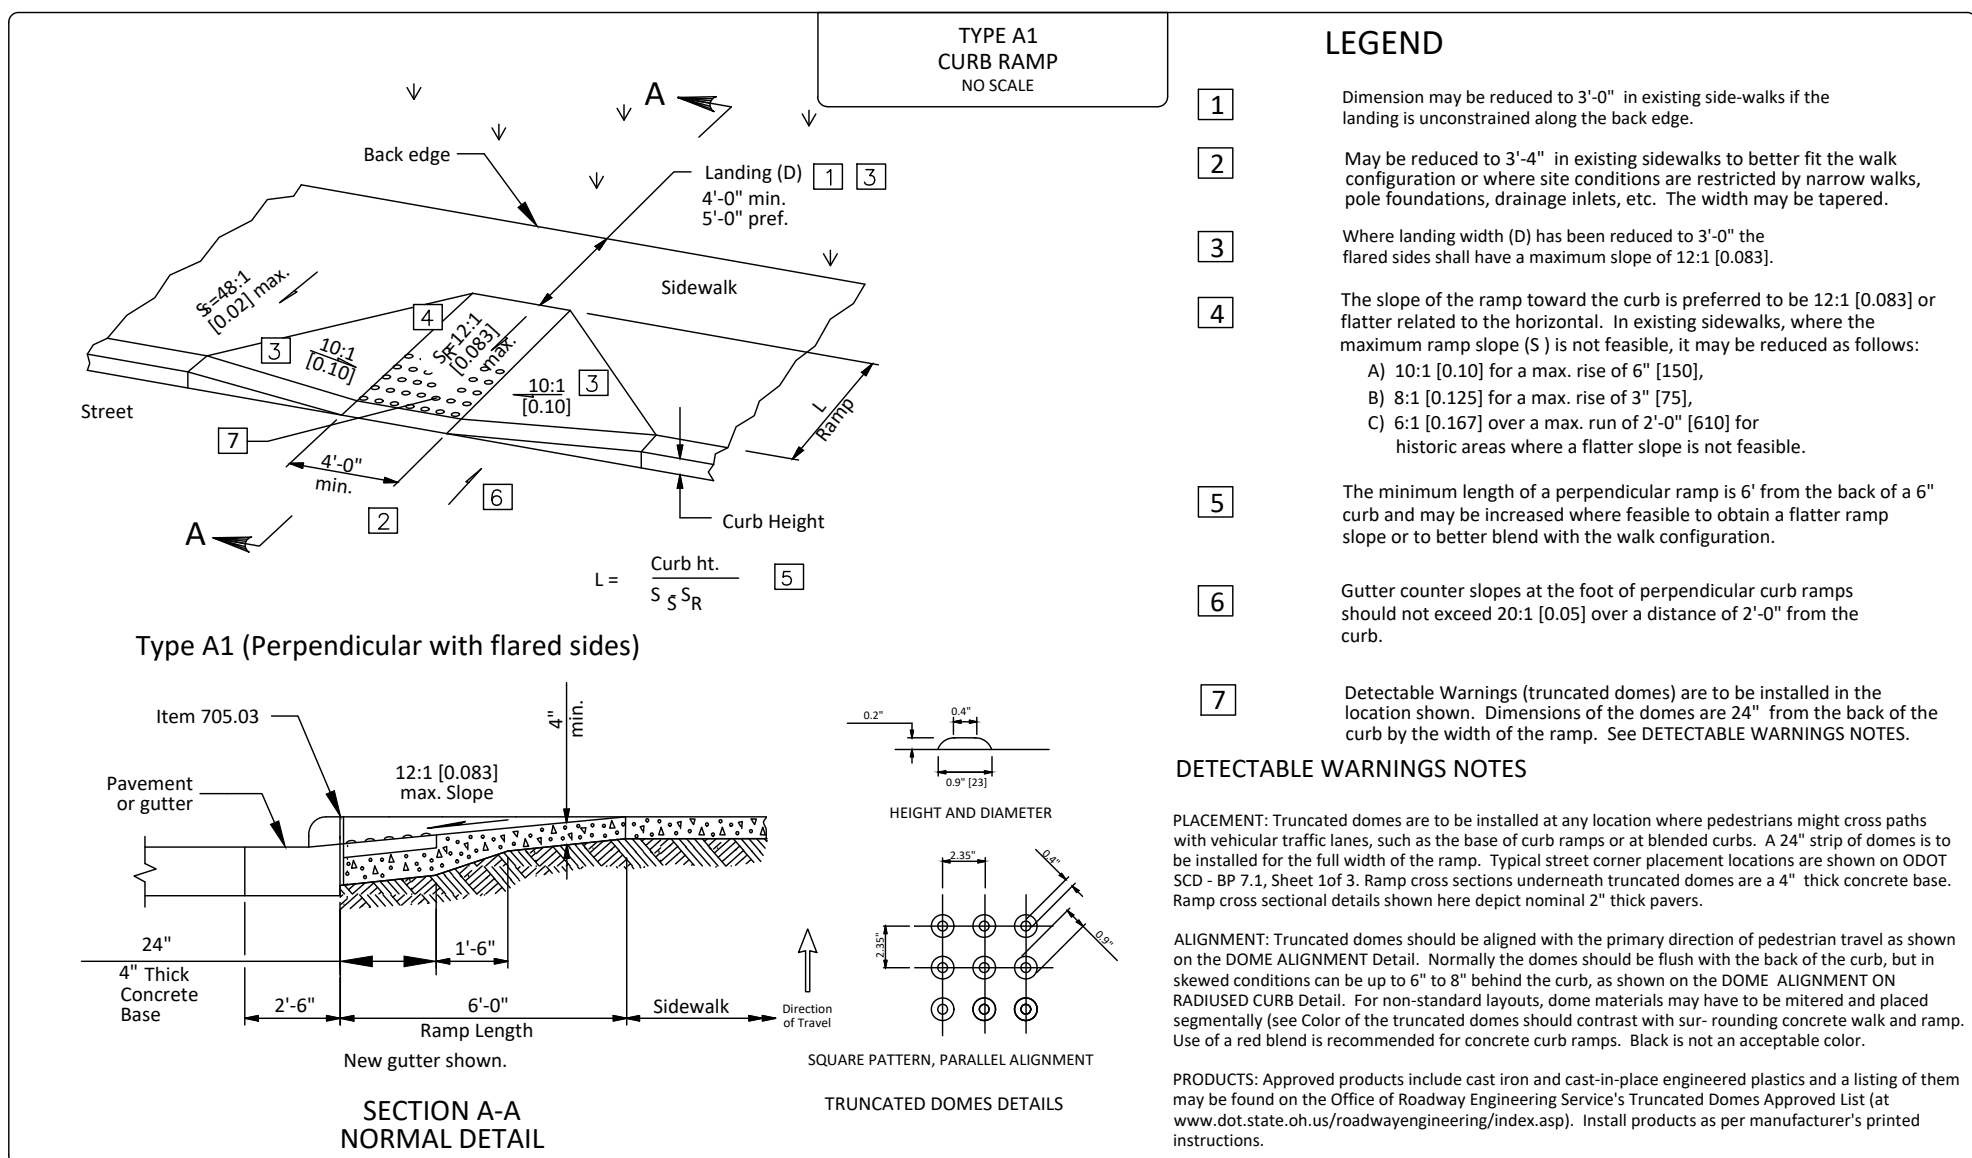 TYPE A1
CURB RAMP
NO SCALE
A
Back edge
Landing (D) 1 3
4'-0" min.
5'-0" pref.
Sidewalk
SS=48:1
[0.02] max.
3
10:1
[0.10]
4
SR=12:1
[0.083]
max.
10:1
[0.10]
3
Street
7
4'-0"
min.
2
6
L
Ramp
Curb Height
A
L = Curb ht.
S S - S R
5
Type A1 (Perpendicular with flared sides)
Item 705.03
Pavement
or gutter
12:1 [0.083]
max. Slope
4"
min.
24"
4" Thick
Concrete
Base
1'-6"
2'-6"
6'-0"
Ramp Length
Sidewalk
New gutter shown.
SECTION A-A
NORMAL DETAIL
0.2"
0.4"
0.9" [23]
HEIGHT AND DIAMETER
2.35"
2.35"
0.4"
0.9"
Direction
of Travel
SQUARE PATTERN, PARALLEL ALIGNMENT
TRUNCATED DOMES DETAILS
LEGEND
1
Dimension may be reduced to 3'-0" in existing side-walks if the
landing is unconstrained along the back edge.
2
May be reduced to 3'-4" in existing sidewalks to better fit the walk
configuration or where site conditions are restricted by narrow walks,
pole foundations, drainage inlets, etc. The width may be tapered.
3
Where landing width (D) has been reduced to 3'-0" the
flared sides shall have a maximum slope of 12:1 [0.083].
4
The slope of the ramp toward the curb is preferred to be 12:1 [0.083] or
flatter related to the horizontal. In existing sidewalks, where the
maximum ramp slope (S ) is not feasible, it may be reduced as follows:
A) 10:1 [0.10] for a max. rise of 6" [150],
B) 8:1 [0.125] for a max. rise of 3" [75],
C) 6:1 [0.167] over a max. run of 2'-0" [610] for
historic areas where a flatter slope is not feasible.
5
The minimum length of a perpendicular ramp is 6' from the back of a 6"
curb and may be increased where feasible to obtain a flatter ramp
slope or to better blend with the walk configuration.
6
Gutter counter slopes at the foot of perpendicular curb ramps
should not exceed 20:1 [0.05] over a distance of 2'-0" from the
curb.
7
Detectable Warnings (truncated domes) are to be installed in the
location shown. Dimensions of the domes are 24" from the back of the
curb by the width of the ramp. See DETECTABLE WARNINGS NOTES.
DETECTABLE WARNINGS NOTES
PLACEMENT: Truncated domes are to be installed at any location where pedestrians might cross paths
with vehicular traffic lanes, such as the base of curb ramps or at blended curbs. A 24" strip of domes is to
be installed for the full width of the ramp. Typical street corner placement locations are shown on ODOT
SCD - BP 7.1, Sheet 1of 3. Ramp cross sections underneath truncated domes are a 4" thick concrete base.
Ramp cross sectional details shown here depict nominal 2" thick pavers.
ALIGNMENT: Truncated domes should be aligned with the primary direction of pedestrian travel as shown
on the DOME ALIGNMENT Detail. Normally the domes should be flush with the back of the curb, but in
skewed conditions can be up to 6" to 8" behind the curb, as shown on the DOME ALIGNMENT ON
RADIUSED CURB Detail. For non-standard layouts, dome materials may have to be mitered and placed
segmentally (see Color of the truncated domes should contrast with sur- rounding concrete walk and ramp.
Use of a red blend is recommended for concrete curb ramps. Black is not an acceptable color.
PRODUCTS: Approved products include cast iron and cast-in-place engineered plastics and a listing of them
may be found on the Office of Roadway Engineering Service's Truncated Domes Approved List (at
www.dot.state.oh.us/roadwayengineering/index.asp). Install products as per manufacturer's printed
instructions.